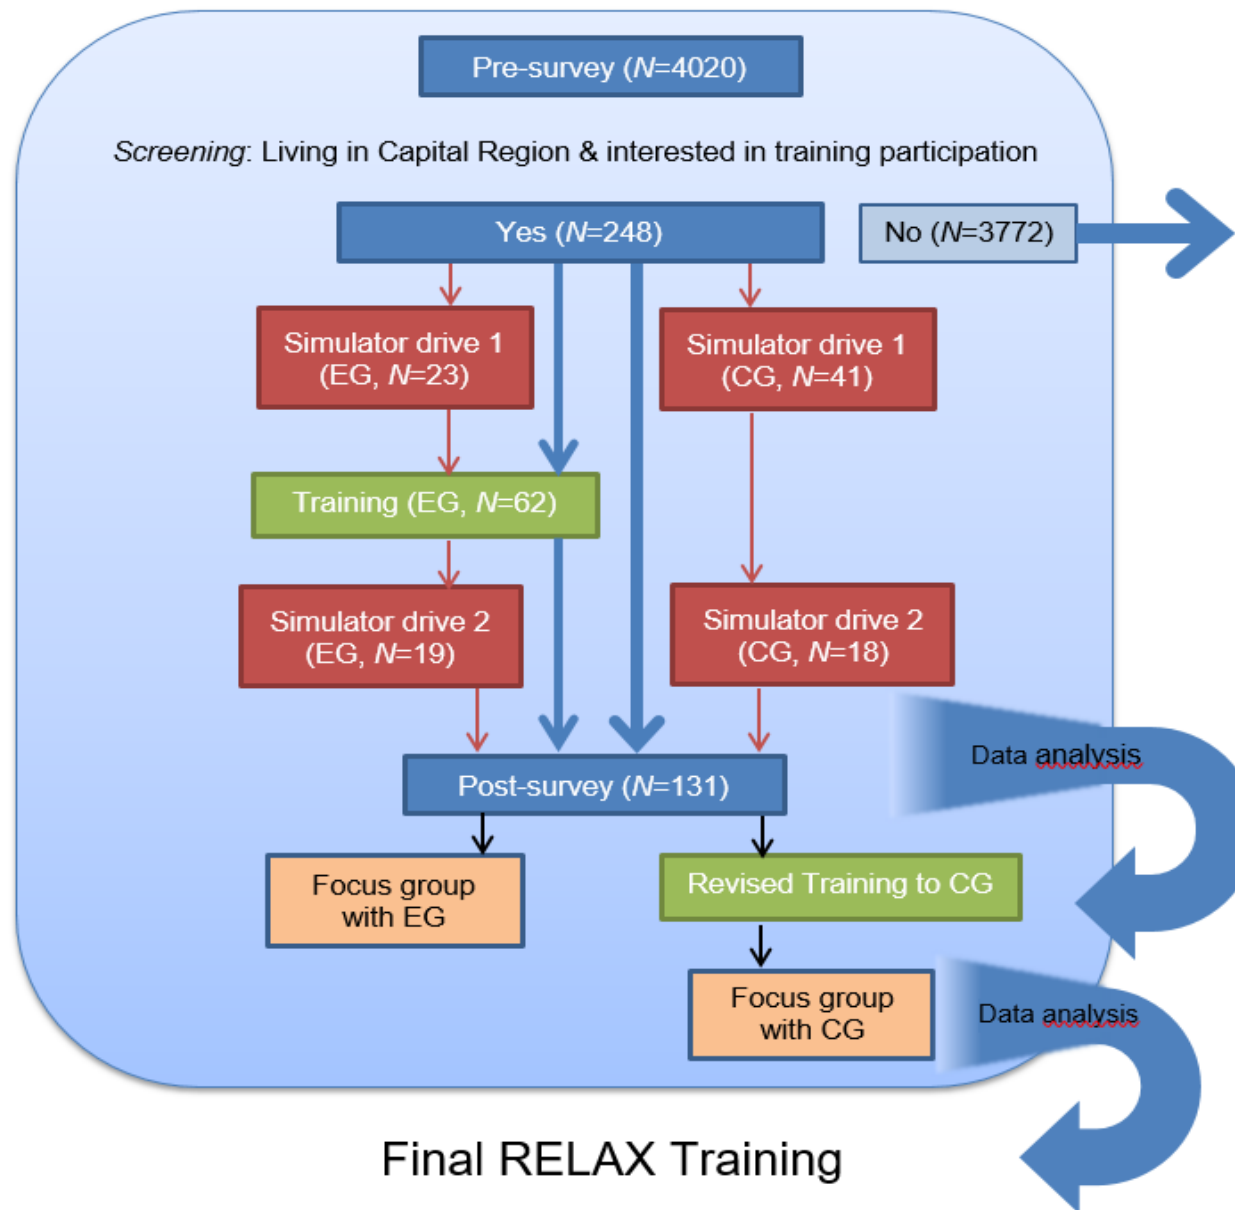 Pre-survey (N=4020)
Screening: Living in Capital Region & interested in training participation
Yes (N=248)
No (N=3772)
Simulator drive 1
(EG, N=23)
Simulator drive 1
(CG, N=41)
Training (EG, N=62)
Simulator drive 2
(EG, N=19)
Simulator drive 2
(CG, N=18)
Data analysis
Post-survey (N=131)
Focus group
with EG
Revised Training to CG
Focus group
with CG
Data analysis
Final RELAX Training